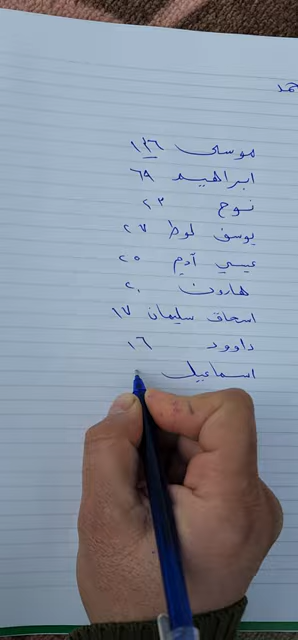 حمد
موسى ١٣٦
ابراهيم ٦٩
نوح ٤٣
يوسف لوط ٢٧
عيسى آدم ٢٥
هارون ٢٠
اسحاق سليمان ١٧
داوود ١٦
اسماعيل